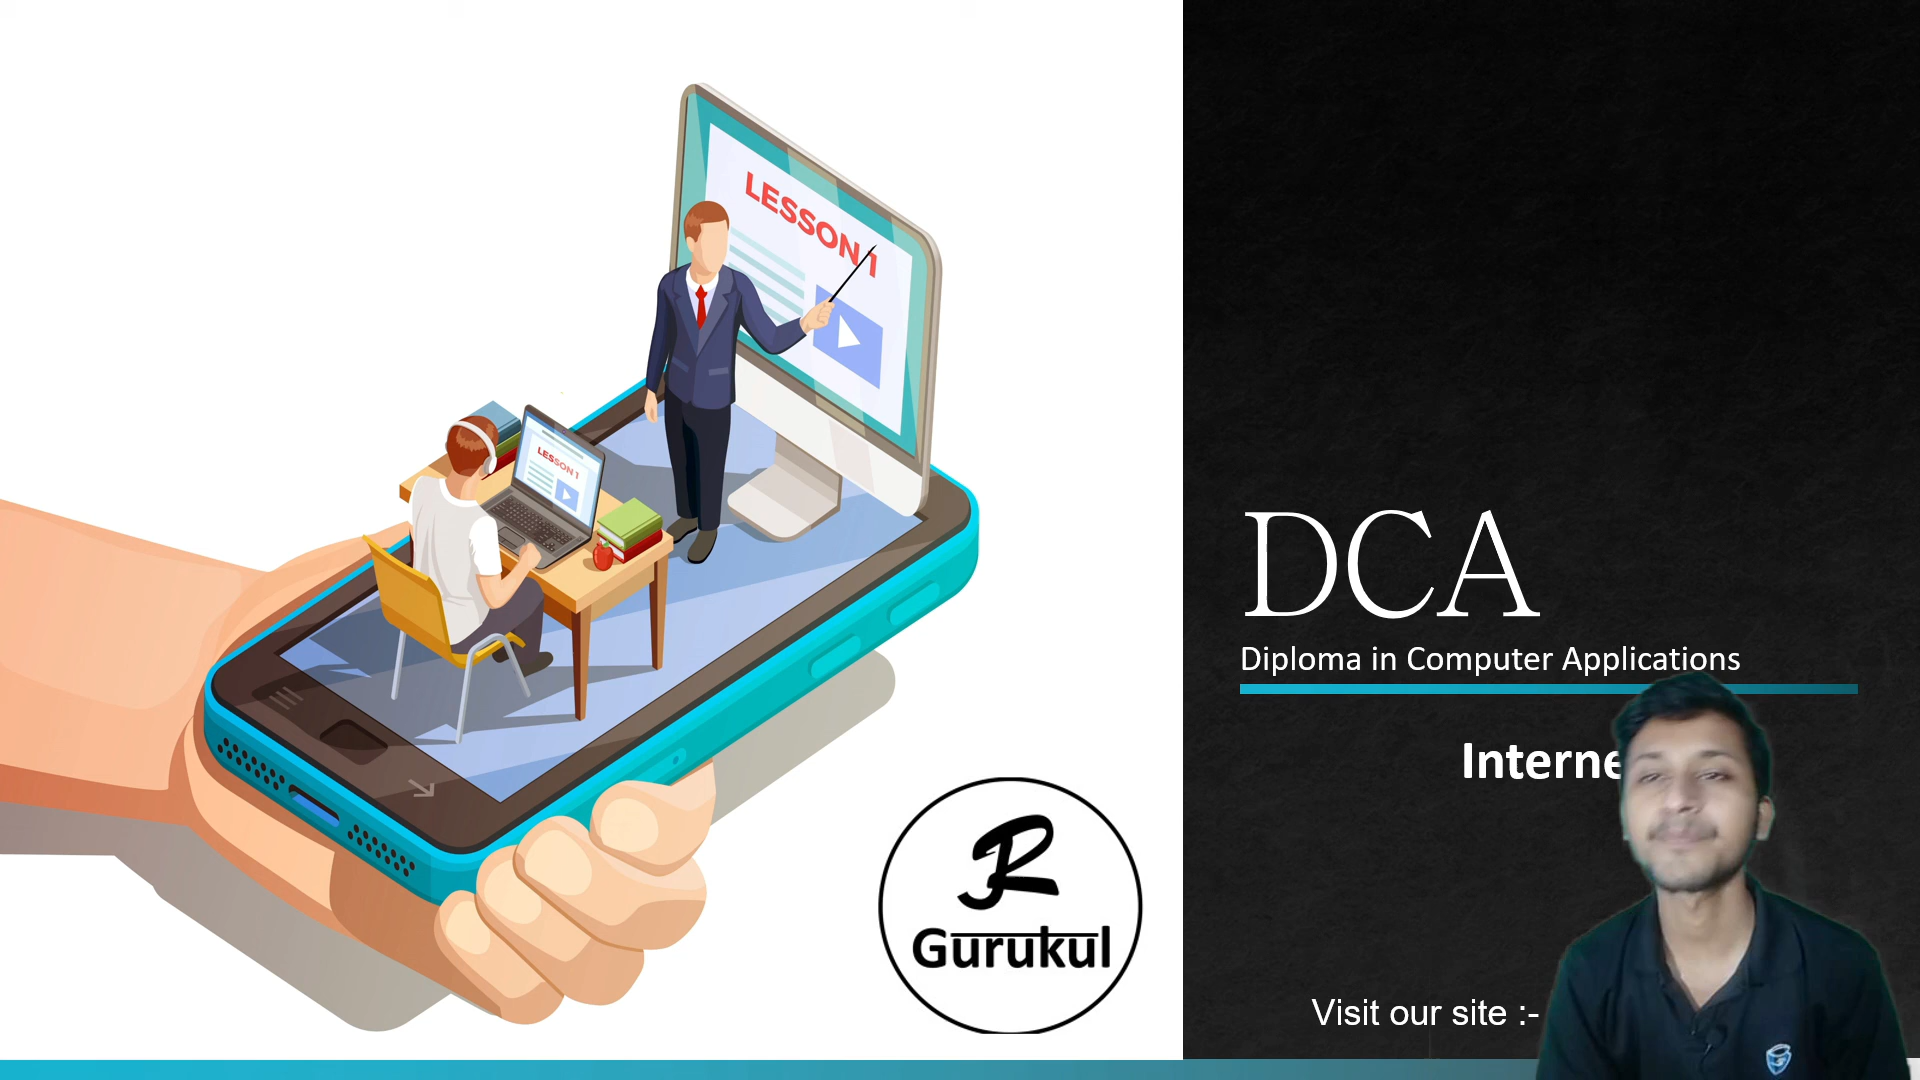 LESSON 1
LESSON 1
DCA
Diploma in Computer Applications
Interne
R
Gurukul
Visit our site :-